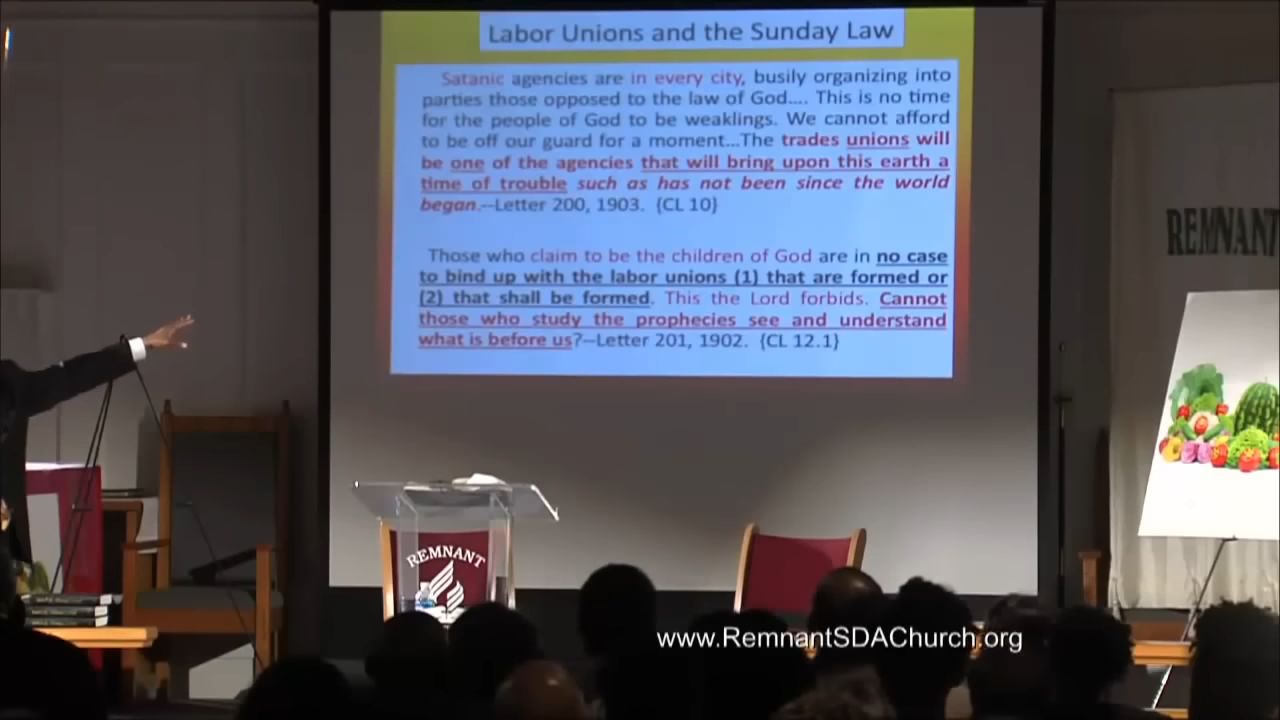 Labor Unions and the Sunday Law
Satanic agencies are in every city, busily organizing into
parties those opposed to the law of God.... This is no time
for the people of God to be weaklings. We cannot afford
to be off our guard for a moment...The trades unions will
be one of the agencies that will bring upon this earth a
time of trouble such as has not been since the world
began.--Letter 200, 1903. {CL 10}
Those who claim to be the children of God are in no case
to bind up with the labor unions (1) that are formed or
(2) that shall be formed. This the Lord forbids. Cannot
those who study the prophecies see and understand
what is before us?--Letter 201, 1902. {CL 12.1}
REMNANT
REMNANT
www.RemnantSDAChurch.org